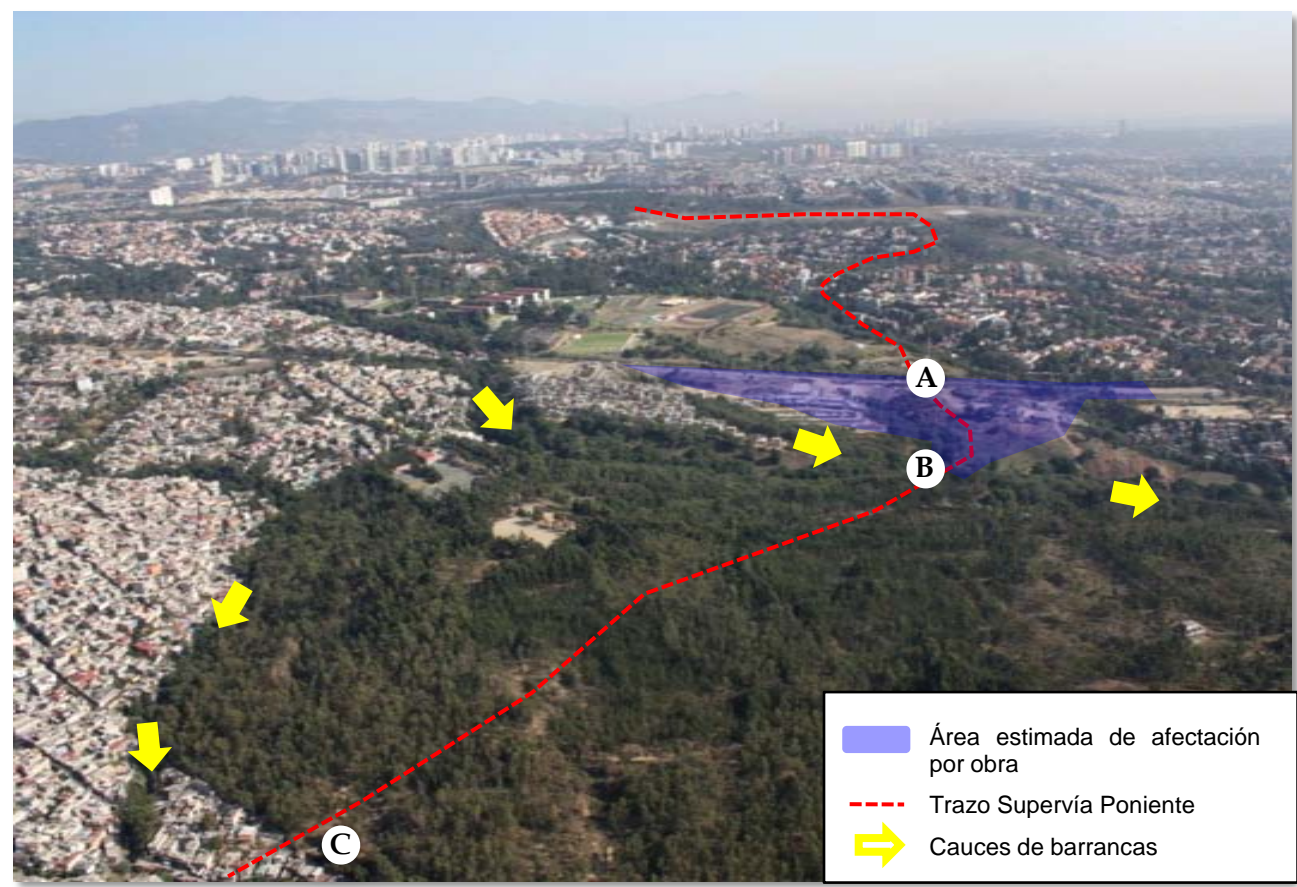 A
B
C
Área estimada de afectación
por obra
Trazo Supervía Poniente
Cauces de barrancas